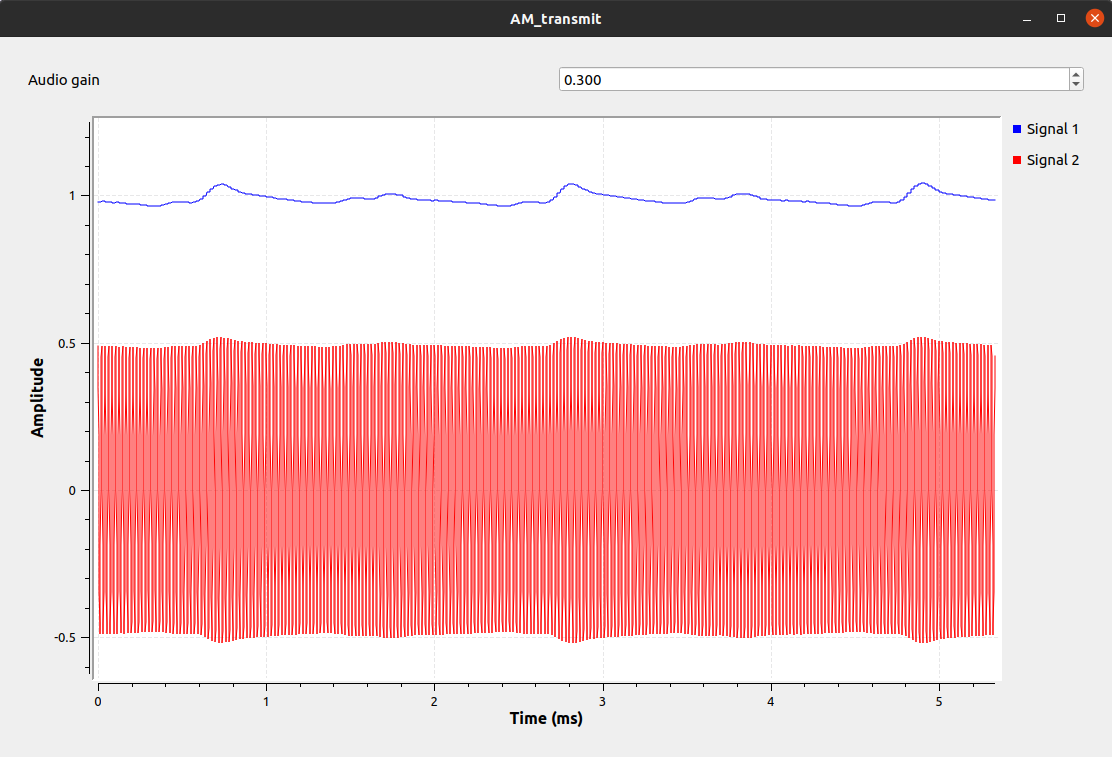 AM_transmit
Audio gain 0.300
Signal 1
Signal 2
1
0.5
0
-0.5
Amplitude
0 1 2 3 4 5
Time (ms)